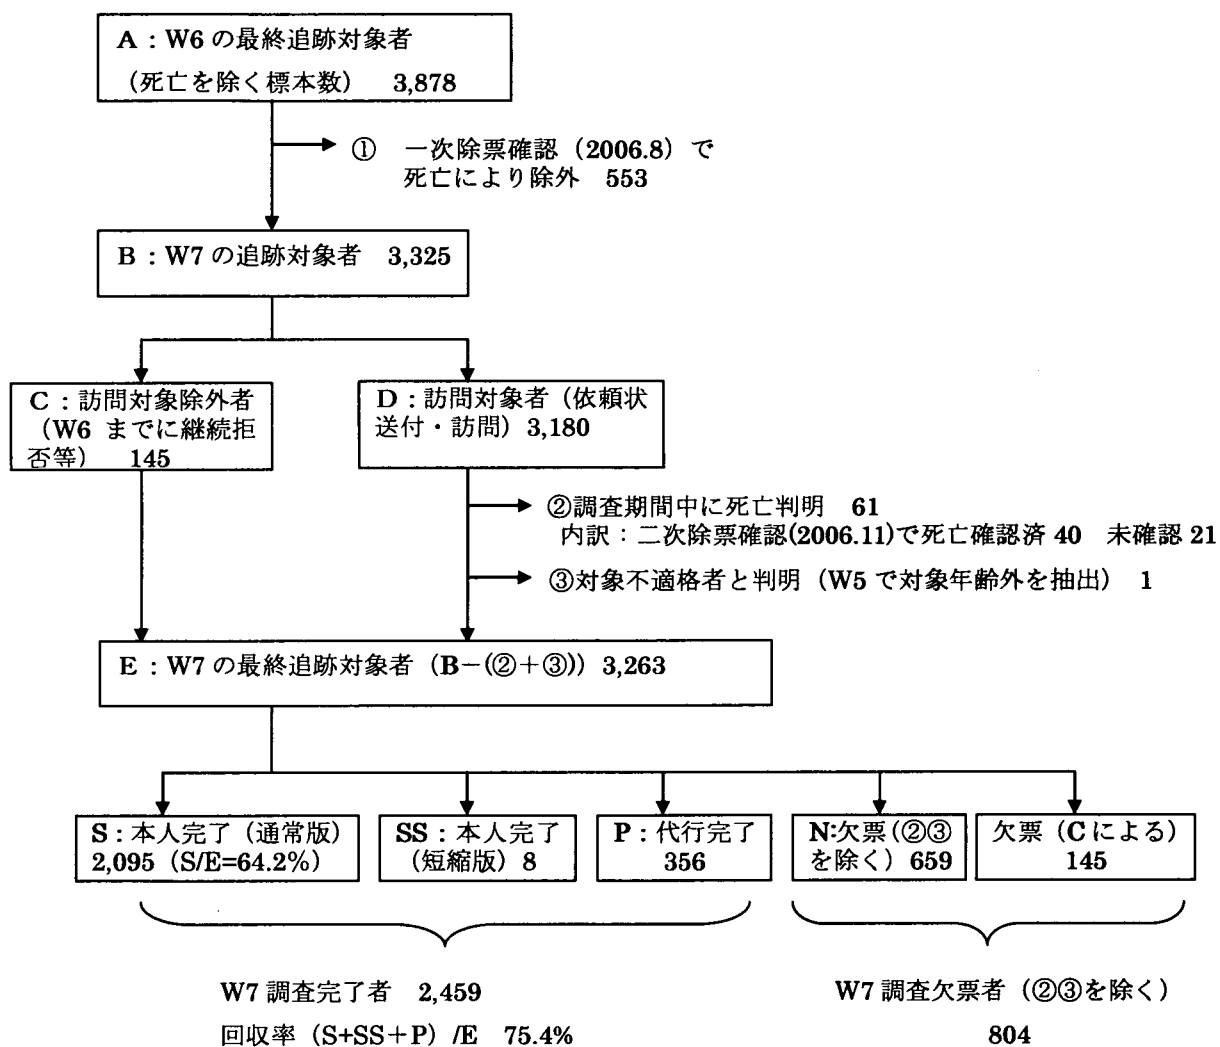 A:W6の最終追跡対象者
(死亡を除く標本数) 3,878
① 一次除票確認(2006.8)で
死亡により除外 553
B:W7の追跡対象者 3,325
C:訪問対象除外者
(W6 までに継続拒
否等) 145
D:訪問対象者(依頼状
送付・訪問)3,180
②調査期間中に死亡判明 61
内訳:二次除票確認(2006.11)で死亡確認済 40 未確認 21
③対象不適格者と判明(W5で対象年齢外を抽出) 1
E:W7の最終追跡対象者(B−(②+③))3,263
S:本人完了(通常版)
2,095(S/E=64.2%)
SS:本人完了
(短縮版)8
P:代行完了
356
N:欠票(②③
を除く)659
欠票(Cによる)
145
W7調査完了者 2,459
回収率(S+SS+P)/E 75.4%
W7調査欠票者(②③を除く)
804